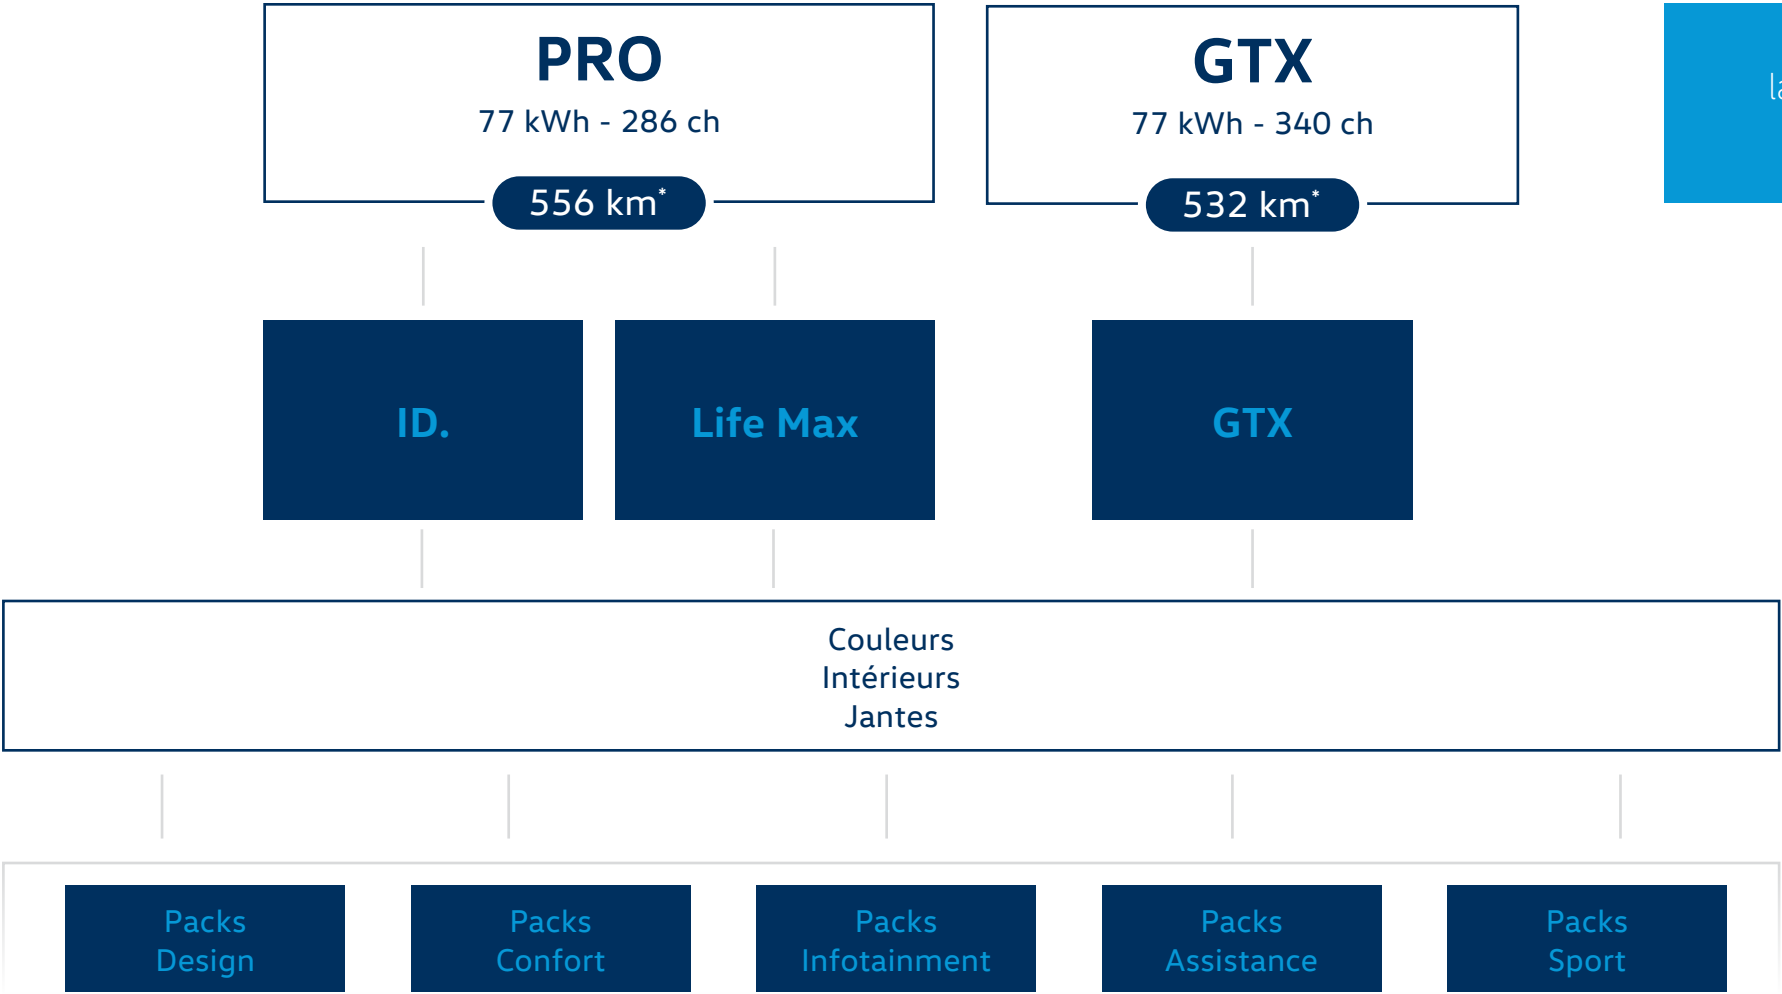 PRO
77 kWh - 286 ch
556 km*
GTX
77 kWh - 340 ch
532 km*
ID.
Life Max
GTX
Couleurs
Intérieurs
Jantes
Packs
Design
Packs
Confort
Packs
Infotainment
Packs
Assistance
Packs
Sport